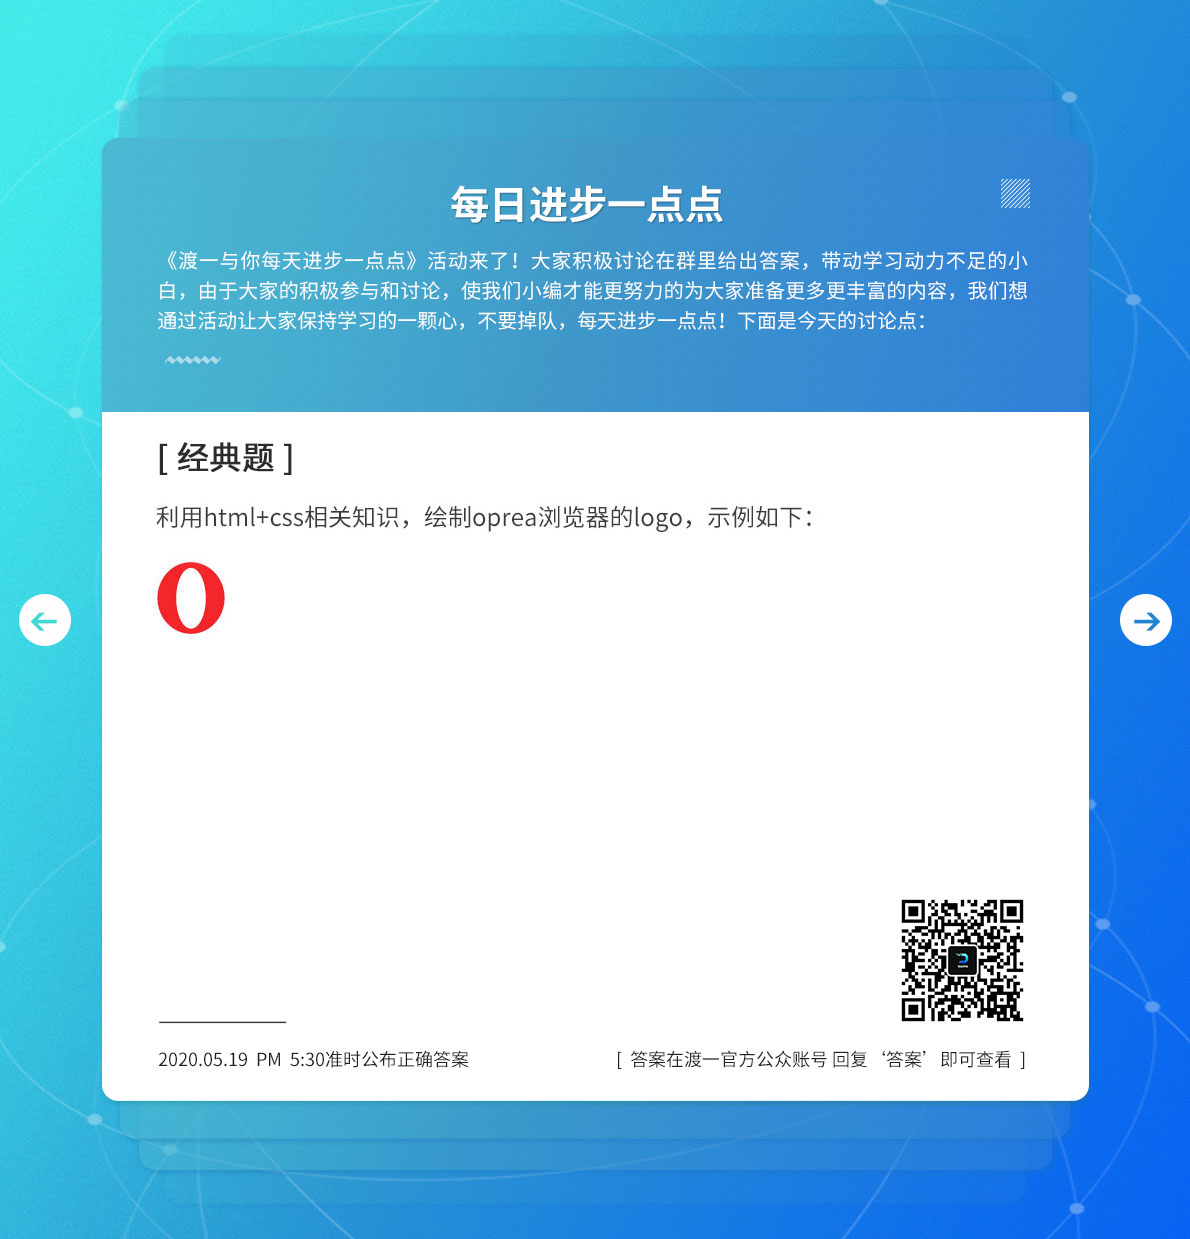 每日进步一点点
《渡一与你每天进步一点点》活动来了！大家积极讨论在群里给出答案，带动学习动力不足的小
白，由于大家的积极参与和讨论，使我们小编才能更努力的为大家准备更多更丰富的内容，我们想
通过活动让大家保持学习的一颗心，不要掉队，每天进步一点点！下面是今天的讨论点：
[ 经典题 ]
利用html+css相关知识，绘制oprea浏览器的logo，示例如下：
O
2020.05.19 PM 5:30准时公布正确答案
[ 答案在渡一官方公众账号 回复‘答案’即可查看 ]